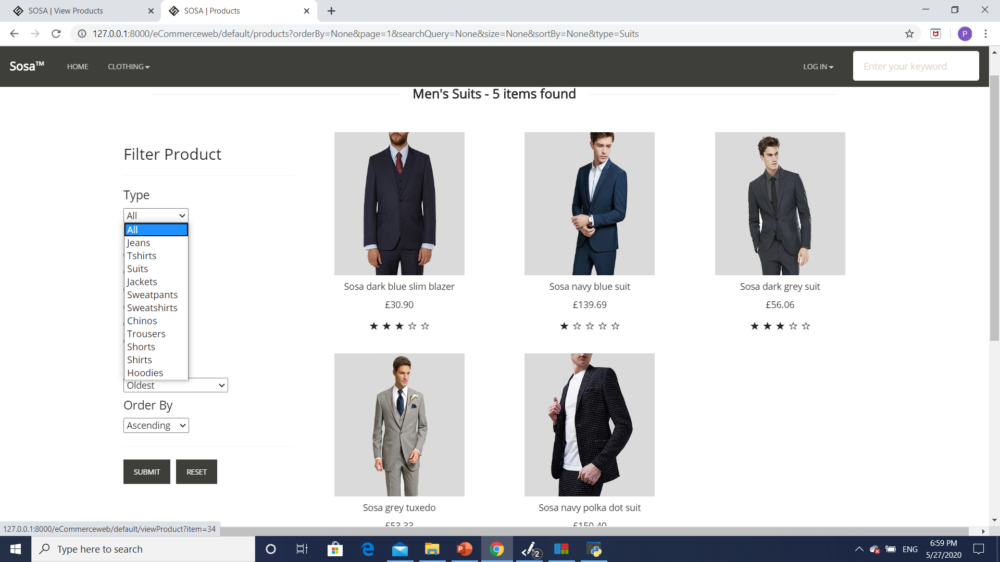 SOSA | View Products
SOSA | Products
127.0.0.1:8000/eCommerceweb/default/products?orderBy=None&page=1&searchQuery=None&size=None&sortBy=None&type=Suits
P
Sosa™
HOME
CLOTHING
LOG IN
Enter your keyword
Men's Suits - 5 items found
Filter Product
Type
All
All
Jeans
Tshirts
Suits
Jackets
Sweatpants
Sweatshirts
Chinos
Trousers
Shorts
Shirts
Hoodies
Oldest
Order By
Ascending
SUBMIT
RESET
Sosa dark blue slim blazer
£30.90
Sosa navy blue suit
£139.69
Sosa dark grey suit
£56.06
Sosa grey tuxedo
£53.33
Sosa navy polka dot suit
£150.40
127.0.0.1:8000/eCommerceweb/default/viewProduct?item=34
Type here to search
2
ENG
6:59 PM
5/27/2020